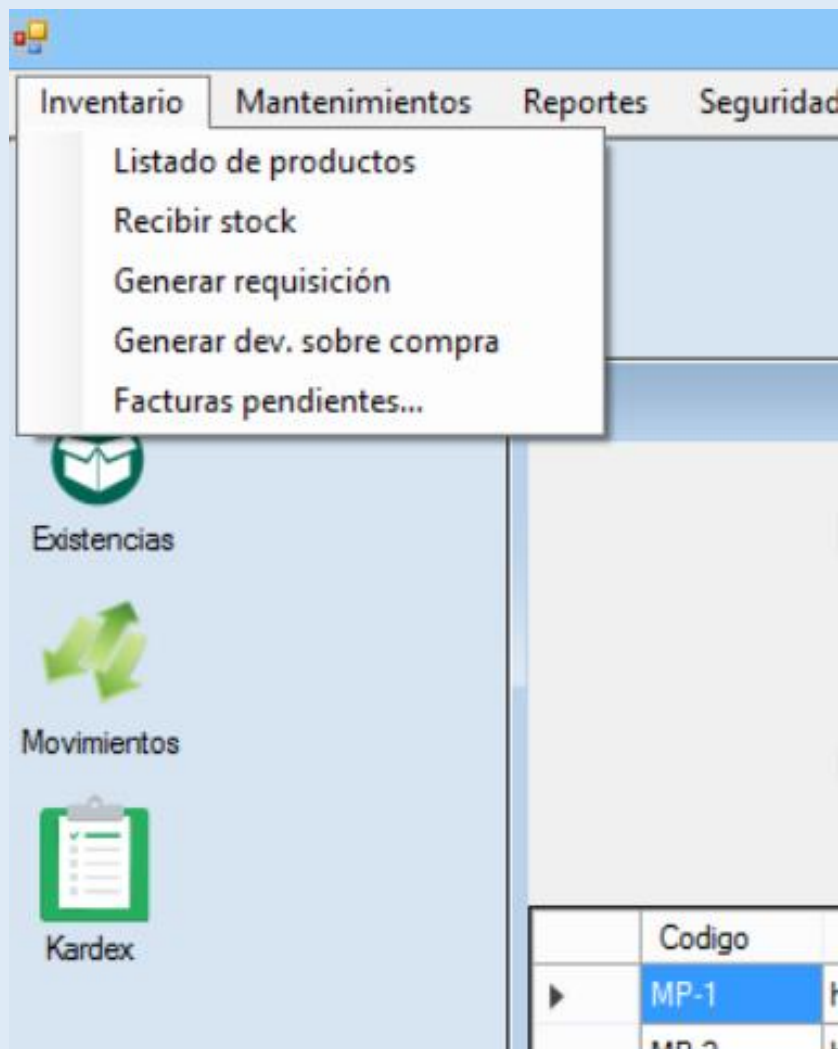 Inventario Mantenimientos Reportes Seguridad
Listado de productos
Recibir stock
Generar requisición
Generar dev. sobre compra
Facturas pendientes...
Existencias
Movimientos
Kardex
Codigo
MP-1